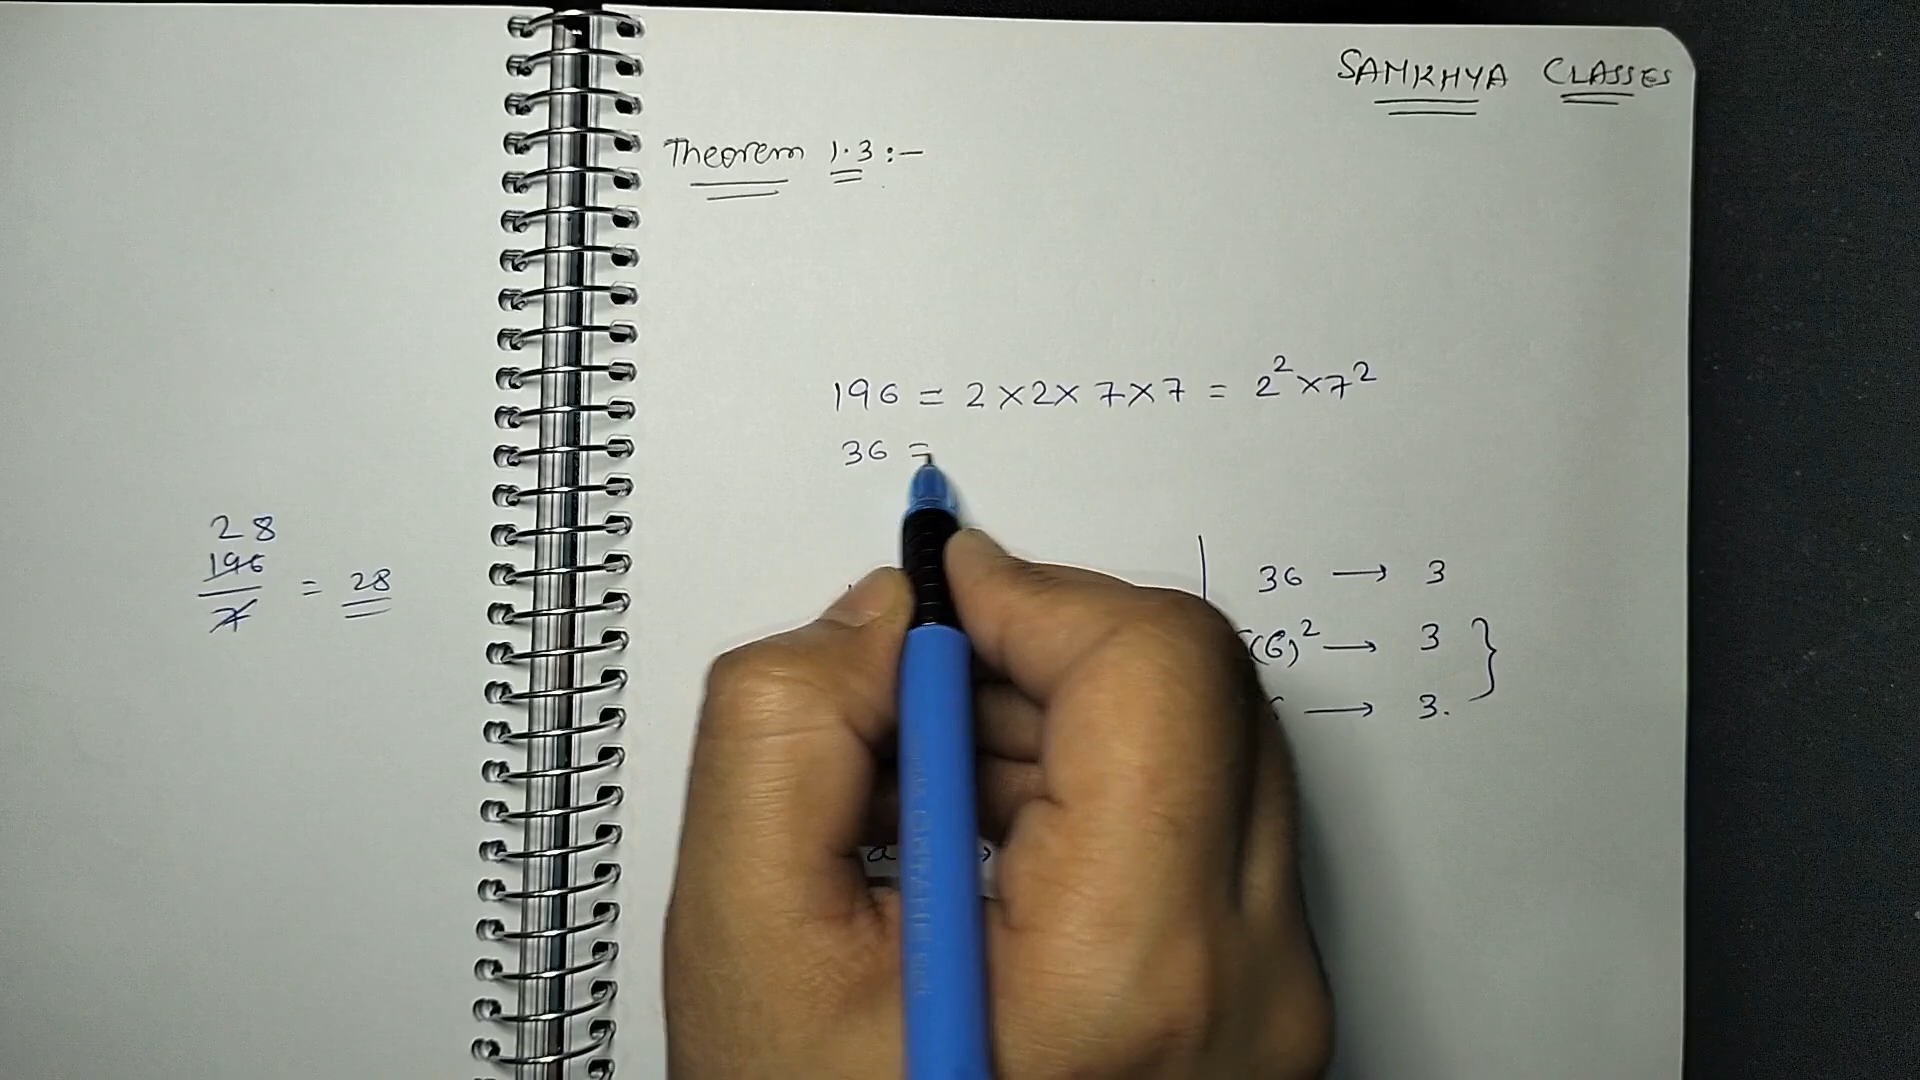 SAMKHYA CLASSES
Theorem 1.3 :-
196 = 2×2×7×7 = 2²×7²
36 =
28
196
7
= 28
36 → 3
(6)² → 3 }
6 → 3.
a →